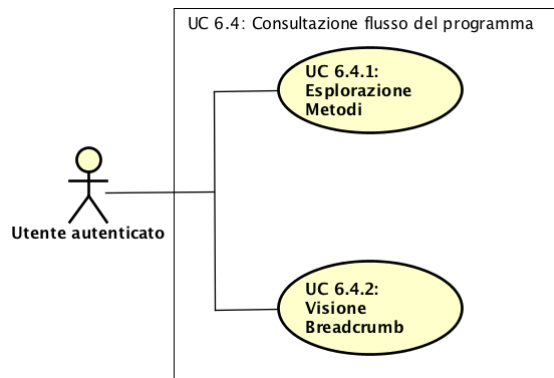 UC 6.4: Consultazione flusso del programma
UC 6.4.1:
Esplorazione
Metodi
Utente autenticato
UC 6.4.2:
Visione
Breadcrumb